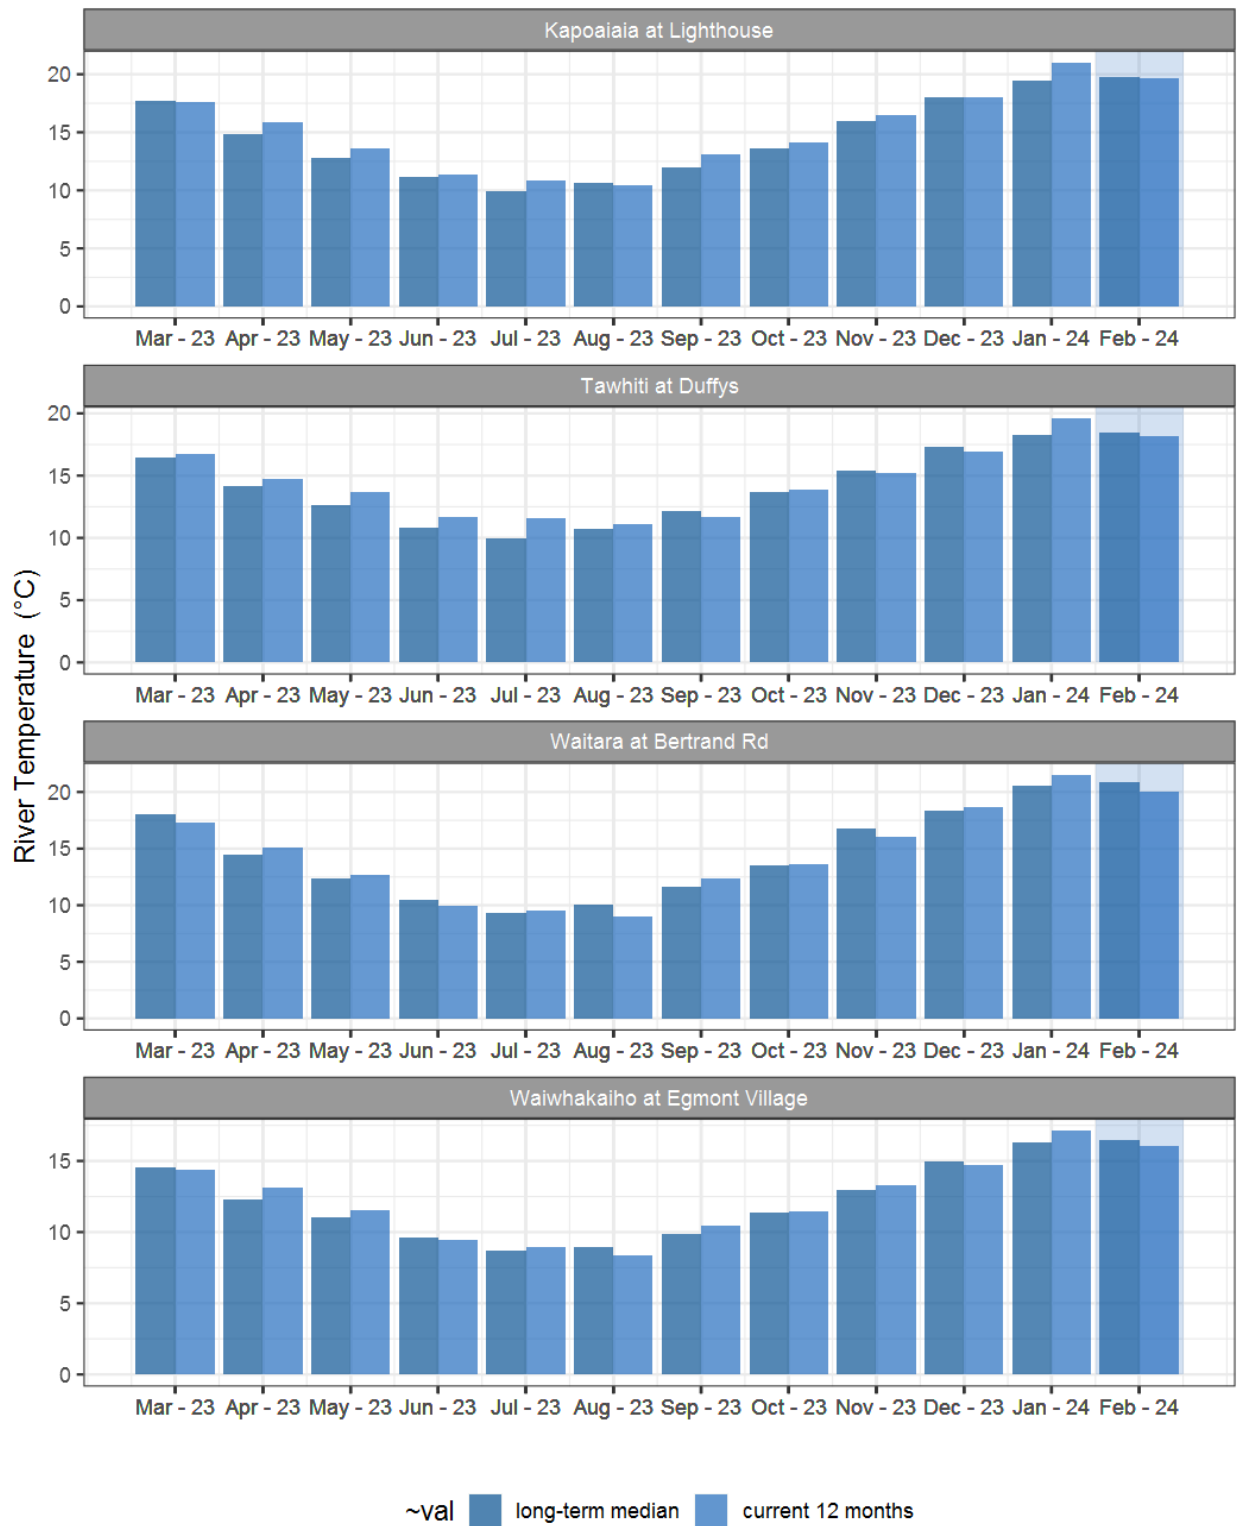 Kapoaiaia at Lighthouse
20
15
10
5
0
Mar - 23 Apr - 23 May - 23 Jun - 23 Jul - 23 Aug - 23 Sep - 23 Oct - 23 Nov - 23 Dec - 23 Jan - 24 Feb - 24
Tawhiti at Duffys
20
15
10
5
0
Mar - 23 Apr - 23 May - 23 Jun - 23 Jul - 23 Aug - 23 Sep - 23 Oct - 23 Nov - 23 Dec - 23 Jan - 24 Feb - 24
River Temperature (°C)
Waitara at Bertrand Rd
20
15
10
5
0
Mar - 23 Apr - 23 May - 23 Jun - 23 Jul - 23 Aug - 23 Sep - 23 Oct - 23 Nov - 23 Dec - 23 Jan - 24 Feb - 24
Waiwhakaiho at Egmont Village
15
10
5
0
Mar - 23 Apr - 23 May - 23 Jun - 23 Jul - 23 Aug - 23 Sep - 23 Oct - 23 Nov - 23 Dec - 23 Jan - 24 Feb - 24
~val long-term median current 12 months